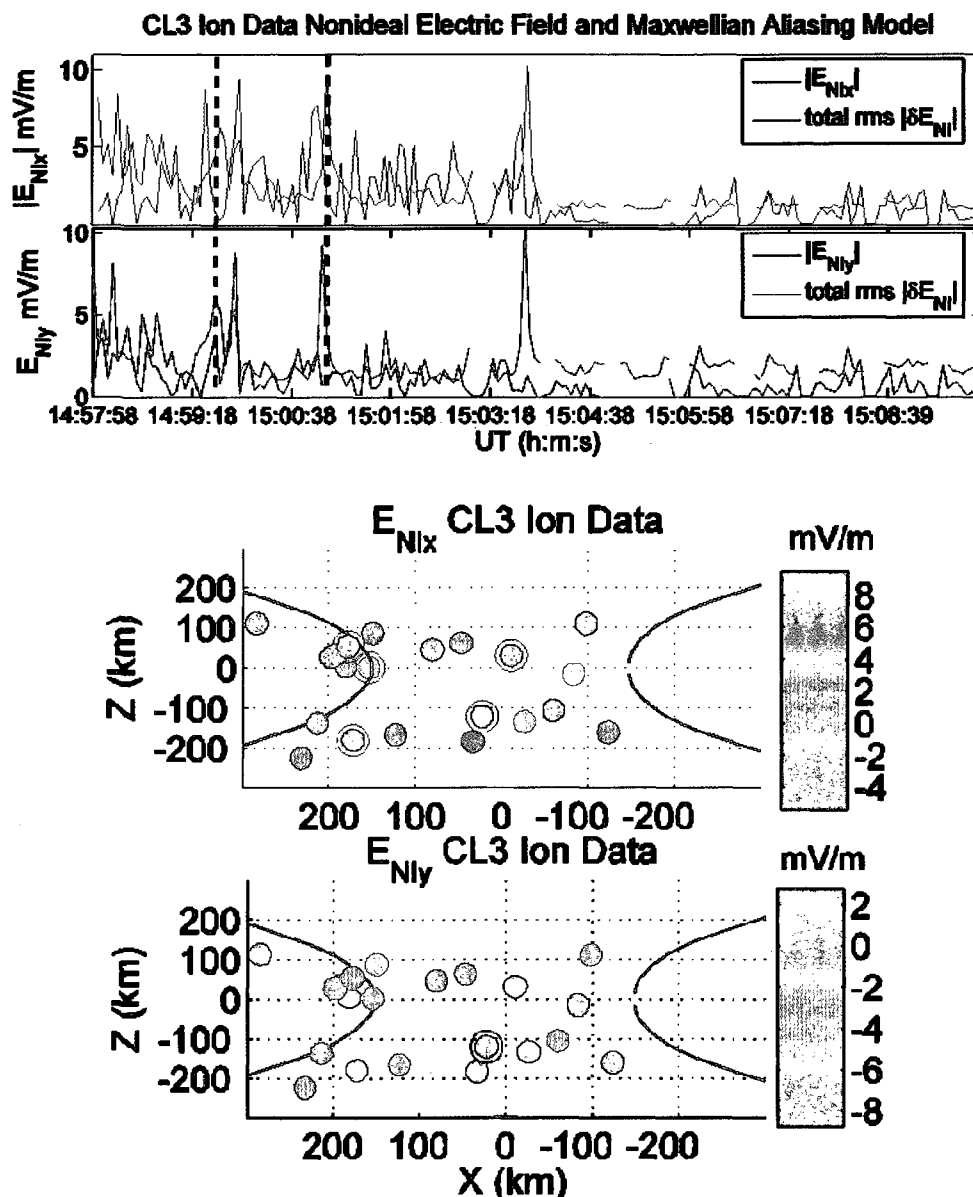 CL3 Ion Data Nonideal Electric Field and Maxwellian Aliasing Model
10
5
|E_NIx| mV/m
|E_NIx|
total rms |δE_NI|
10
5
0
E_NIy mV/m
|E_NIy|
total rms |δE_NI|
14:57:58 14:59:18 15:00:38 15:01:58 15:03:18 15:04:38 15:05:58 15:07:18 15:08:39
UT (h:m:s)
E_NIx CL3 Ion Data
mV/m
200
100
0
-100
-200
Z (km)
200 100 0 -100 -200
8
6
4
2
0
-2
-4
E_NIy CL3 Ion Data
mV/m
200
100
0
-100
-200
Z (km)
200 100 0 -100 -200
X (km)
2
0
-2
-4
-6
-8